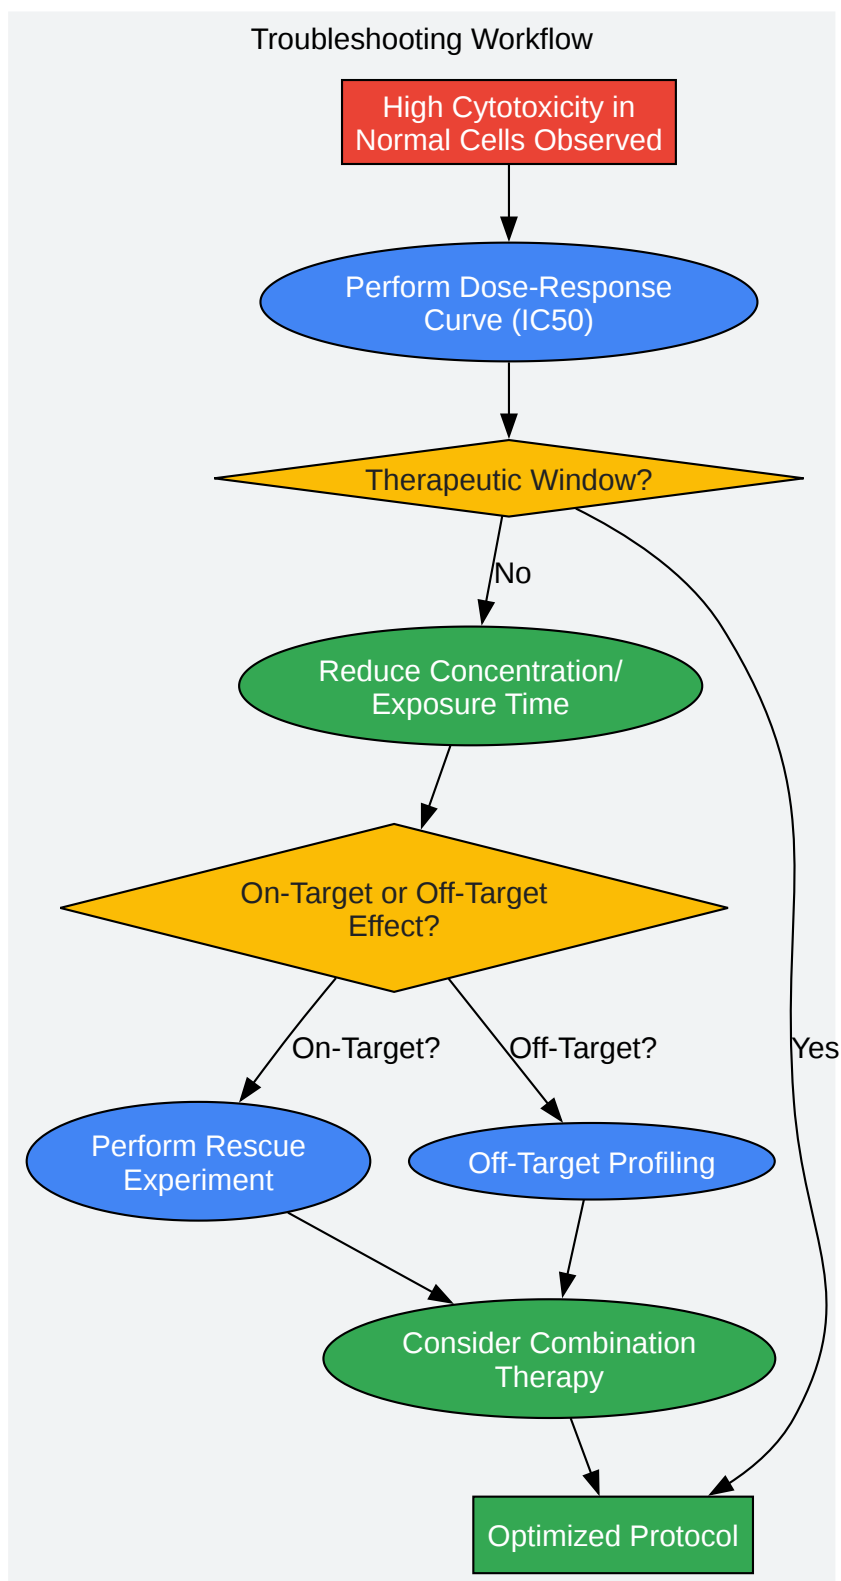 Troubleshooting Workflow
High Cytotoxicity in
Normal Cells Observed
Perform Dose-Response
Curve (IC50)
Therapeutic Window?
No
Reduce Concentration/
Exposure Time
On-Target or Off-Target
Effect?
On-Target?
Off-Target?
Yes
Perform Rescue
Experiment
Off-Target Profiling
Consider Combination
Therapy
Optimized Protocol